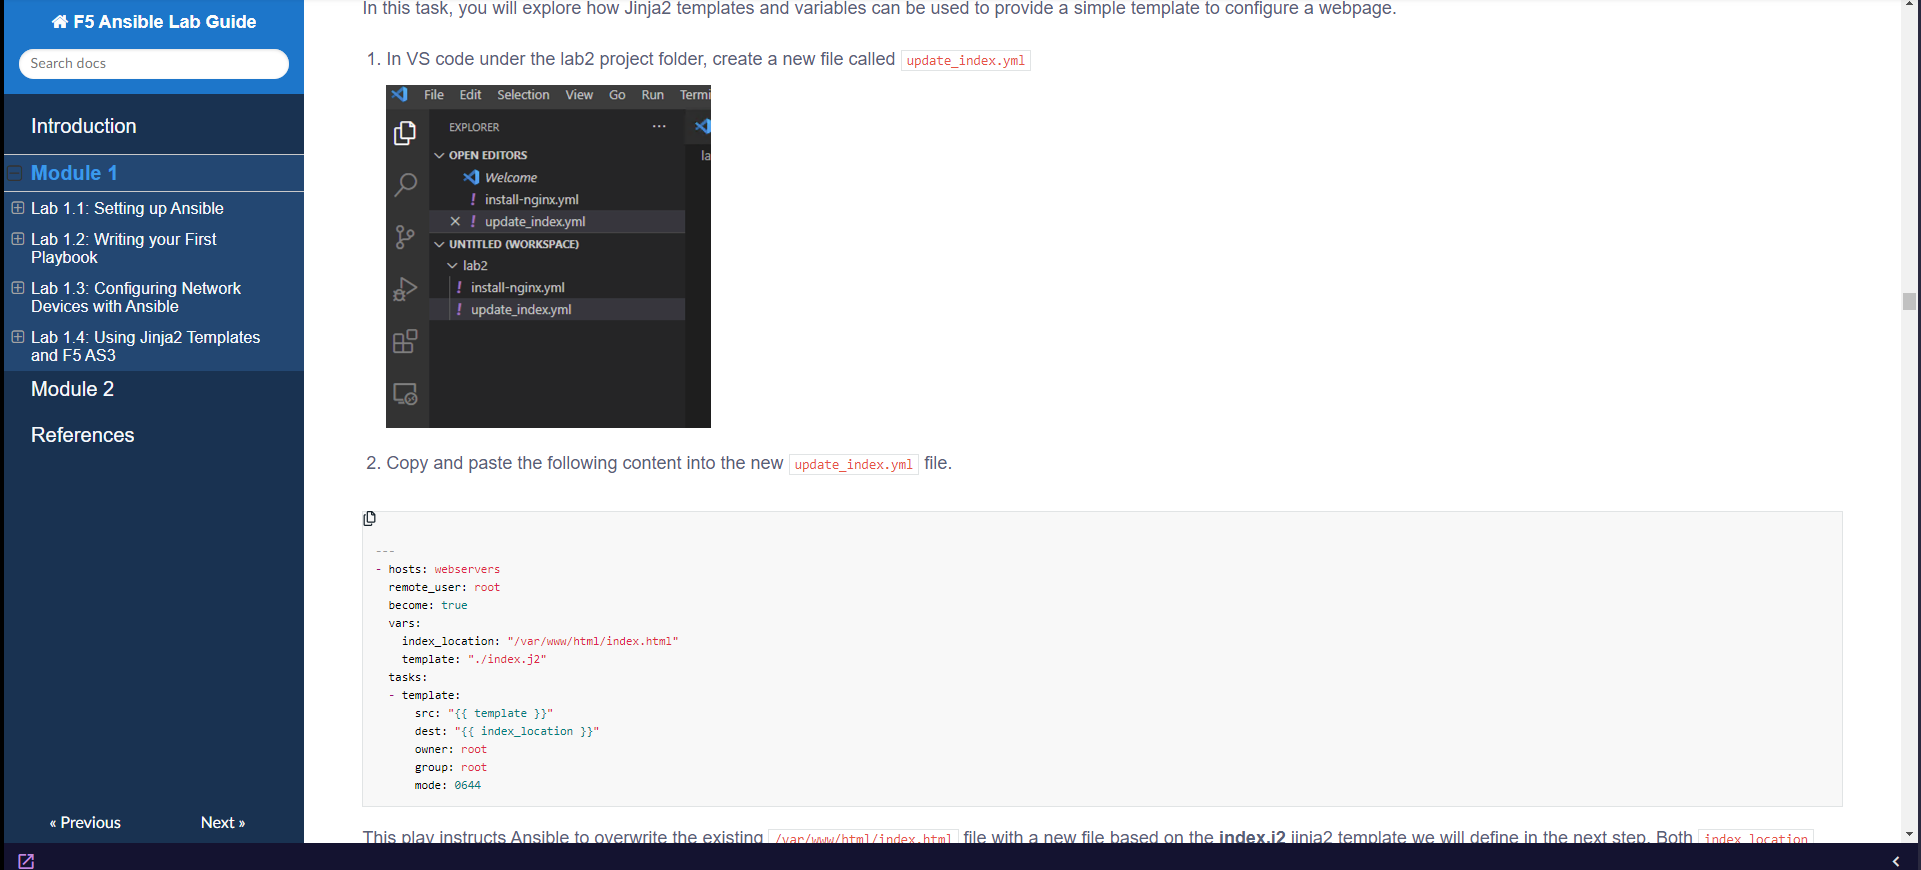 F5 Ansible Lab Guide
Search docs
Introduction
Module 1
Lab 1.1: Setting up Ansible
Lab 1.2: Writing your First
Playbook
Lab 1.3: Configuring Network
Devices with Ansible
Lab 1.4: Using Jinja2 Templates
and F5 AS3
Module 2
References
« Previous
Next »
In this task, you will explore how Jinja2 templates and variables can be used to provide a simple template to configure a webpage.
1. In VS code under the lab2 project folder, create a new file called update_index.yml
File Edit Selection View Go Run Termi
EXPLORER ···
OPEN EDITORS
la
Welcome
! install-nginx.yml
! update_index.yml
UNTITLED (WORKSPACE)
lab2
! install-nginx.yml
! update_index.yml
2. Copy and paste the following content into the new update_index.yml file.
---
- hosts: webservers
remote_user: root
become: true
vars:
index_location: "/var/www/html/index.html"
template: "./index.j2"
tasks:
- template:
src: "{{ template }}"
dest: "{{ index_location }}"
owner: root
group: root
mode: 0644
This play instructs Ansible to overwrite the existing /var/www/html/index.html file with a new file based on the index.j2 jinja2 template we will define in the next step. Both index_location